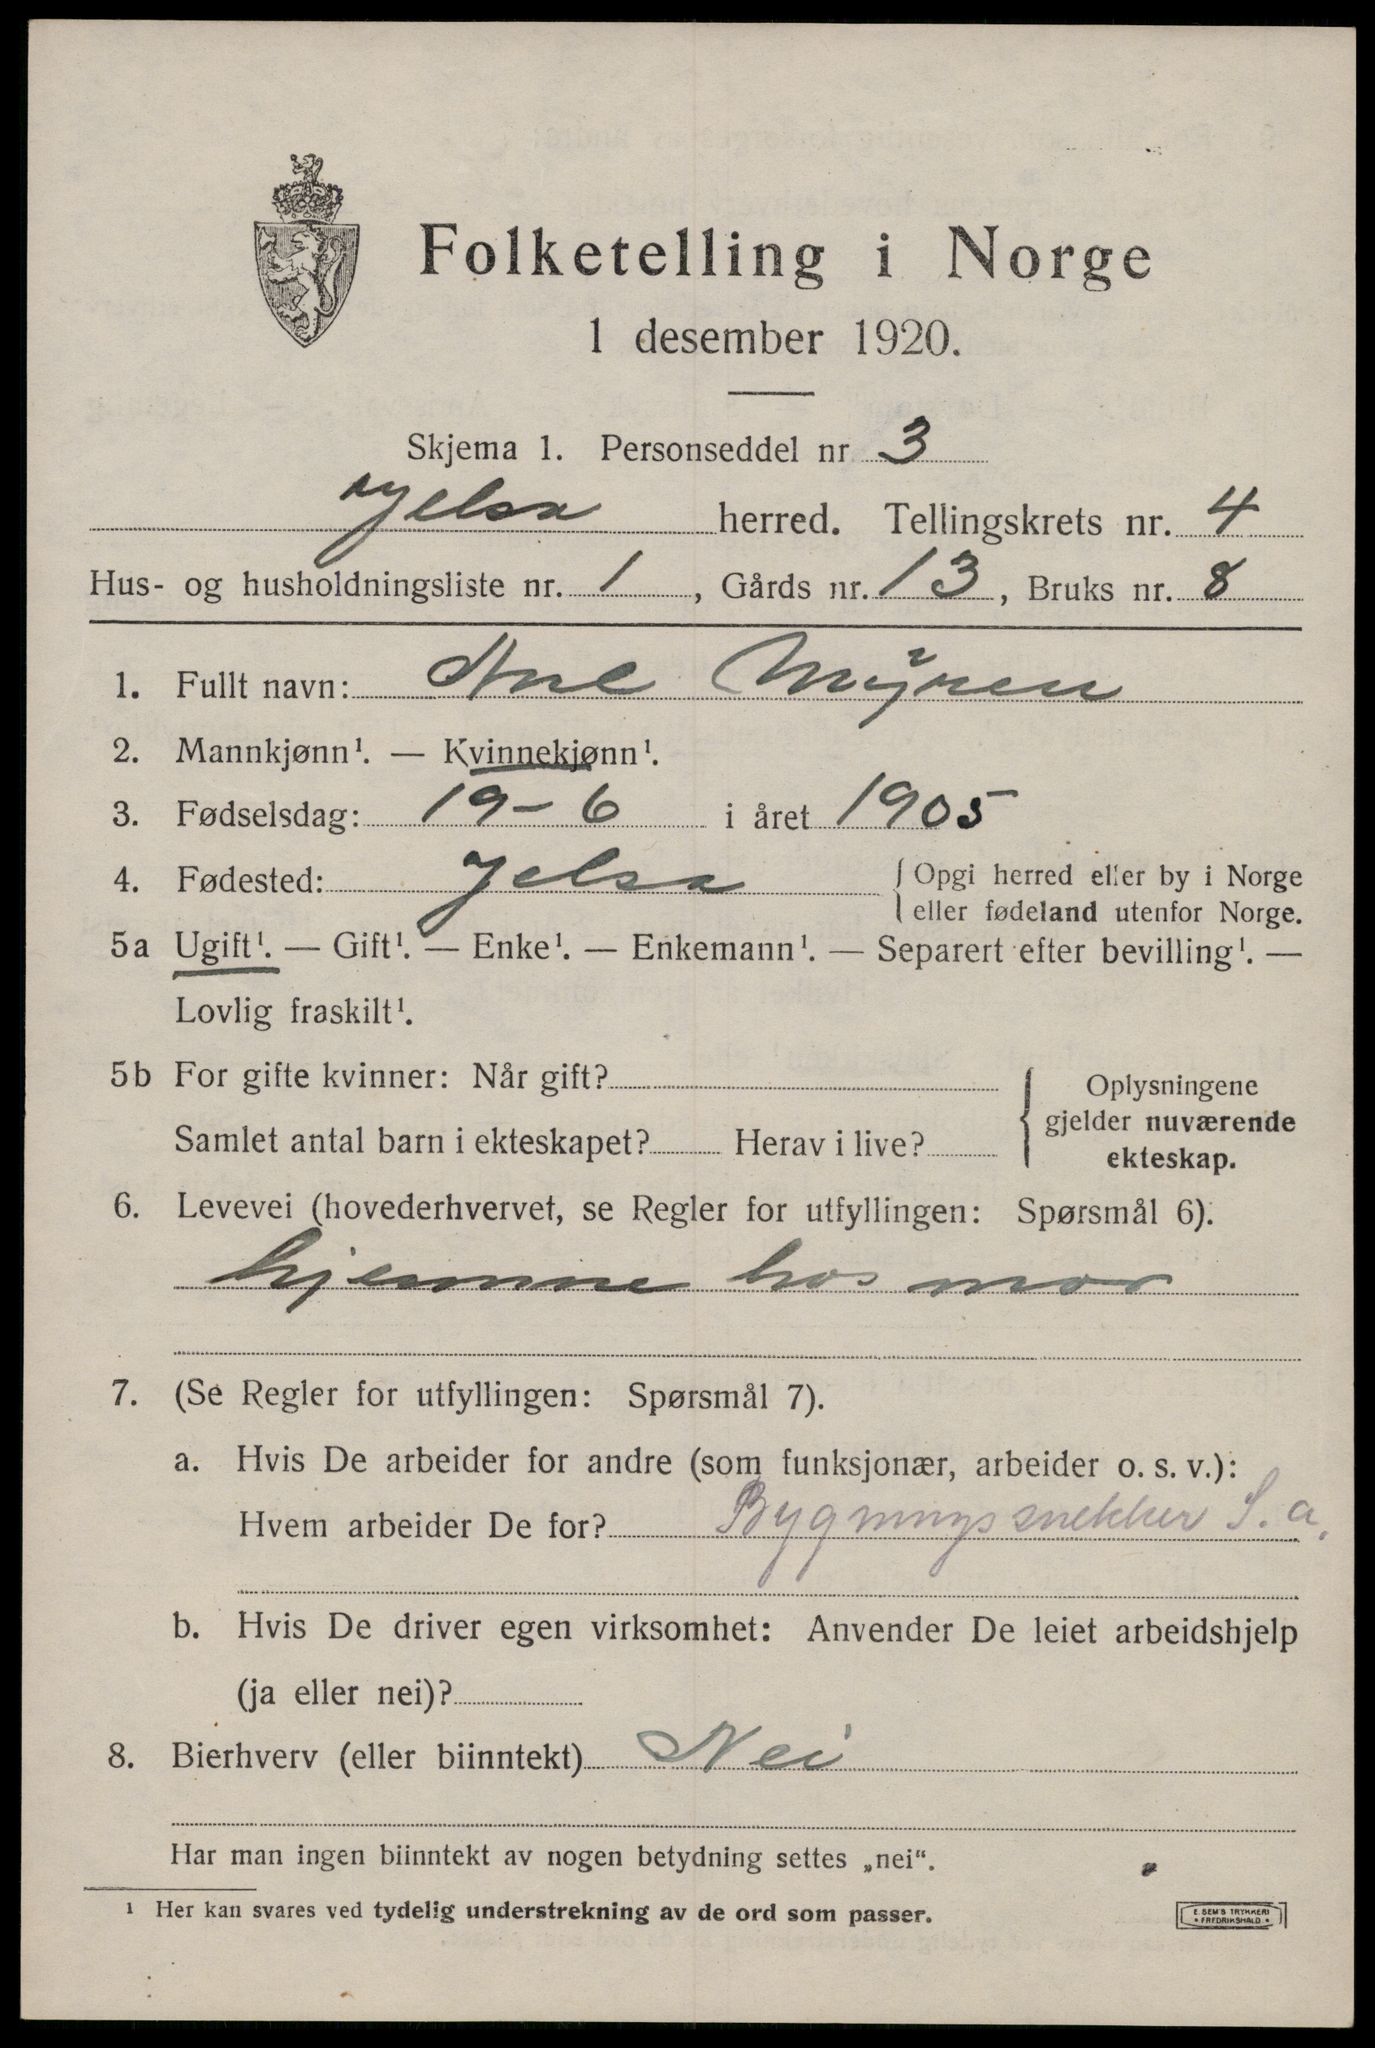 Folketelling i Norge
1 desember 1920.
Skjema 1. Personseddel nr 3
Jelsa herred. Tellingskrets nr. 4
Hus- og husholdningsliste nr. 1, Gårds nr. 13, Bruks nr. 8
1. Fullt navn: Ane Mÿren
2. Mannkjønn¹. — Kvinnekjønn¹.
3. Fødselsdag: 19-6 i året 1905
4. Fødested: Jelsa {Opgi herred eller by i Norge
eller fødeland utenfor Norge.
5a Ugift¹. — Gift¹. — Enke¹. — Enkemann¹. — Separert efter bevilling¹. —
Lovlig fraskilt¹.
5b For gifte kvinner: Når gift?
Samlet antal barn i ekteskapet? Herav i live?
{Oplysningene
gjelder nuværende
ekteskap.
6. Levevei (hovederhvervet, se Regler for utfyllingen: Spørsmål 6).
hjemme hos mor
7. (Se Regler for utfyllingen: Spørsmål 7).
a. Hvis De arbeider for andre (som funksjonær, arbeider o. s. v.):
Hvem arbeider De for? Bygningssnekker S. a.
b. Hvis De driver egen virksomhet: Anvender De leiet arbeidshjelp
(ja eller nei)?
8. Bierhverv (eller biinntekt) Nei
Har man ingen biinntekt av nogen betydning settes „nei“.
¹ Her kan svares ved tydelig understrekning av de ord som passer.
E. SEM'S TRYKKERI
• FREDRIKSHALD •